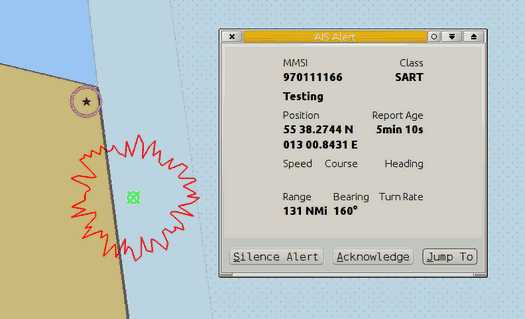 AIS Alert
MMSI Class
970111166 SART
Testing
Position Report Age
55 38.2744 N 5min 10s
013 00.8431 E
Speed Course Heading
Range Bearing Turn Rate
131 NMi 160°
Silence Alert Acknowledge Jump To